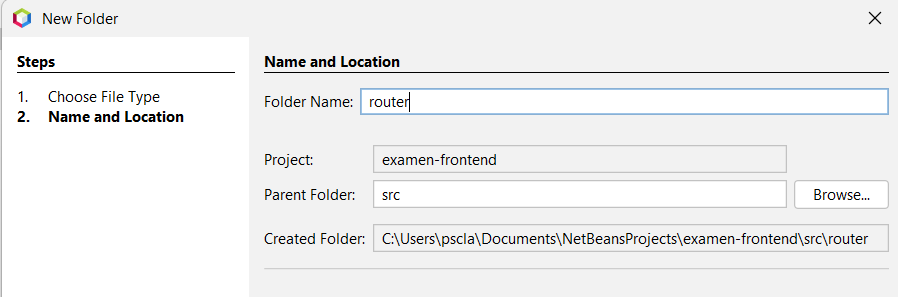 New Folder
Steps
1. Choose File Type
2. Name and Location
Name and Location
Folder Name: router
Project: examen-frontend
Parent Folder: src Browse...
Created Folder: C:\Users\pscla\Documents\NetBeansProjects\examen-frontend\src\router